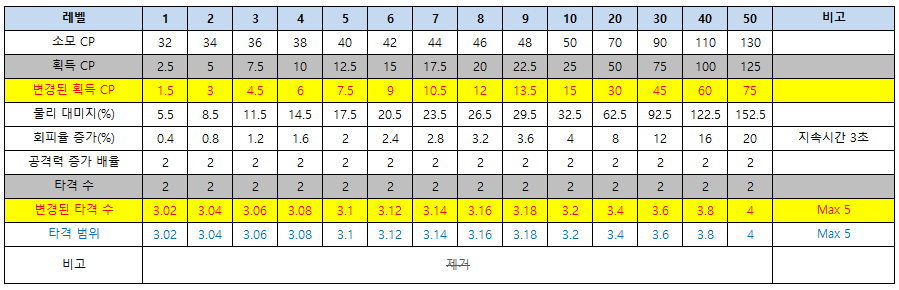 레벨 1 2 3 4 5 6 7 8 9 10 20 30 40 50 비고
소모 CP 32 34 36 38 40 42 44 46 48 50 70 90 110 130
획득 CP 2.5 5 7.5 10 12.5 15 17.5 20 22.5 25 50 75 100 125
변경된 획득 CP 1.5 3 4.5 6 7.5 9 10.5 12 13.5 15 30 45 60 75
물리 대미지(%) 5.5 8.5 11.5 14.5 17.5 20.5 23.5 26.5 29.5 32.5 62.5 92.5 122.5 152.5
회피율 증가(%) 0.4 0.8 1.2 1.6 2 2.4 2.8 3.2 3.6 4 8 12 16 20 지속시간 3초
공격력 증가 배율 2 2 2 2 2 2 2 2 2 2 2 2 2 2
타격 수 2 2 2 2 2 2 2 2 2 2 2 2 2 2
변경된 타격 수 3.02 3.04 3.06 3.08 3.1 3.12 3.14 3.16 3.18 3.2 3.4 3.6 3.8 4 Max 5
타격 범위 3.02 3.04 3.06 3.08 3.1 3.12 3.14 3.16 3.18 3.2 3.4 3.6 3.8 4 Max 5
비고 제거